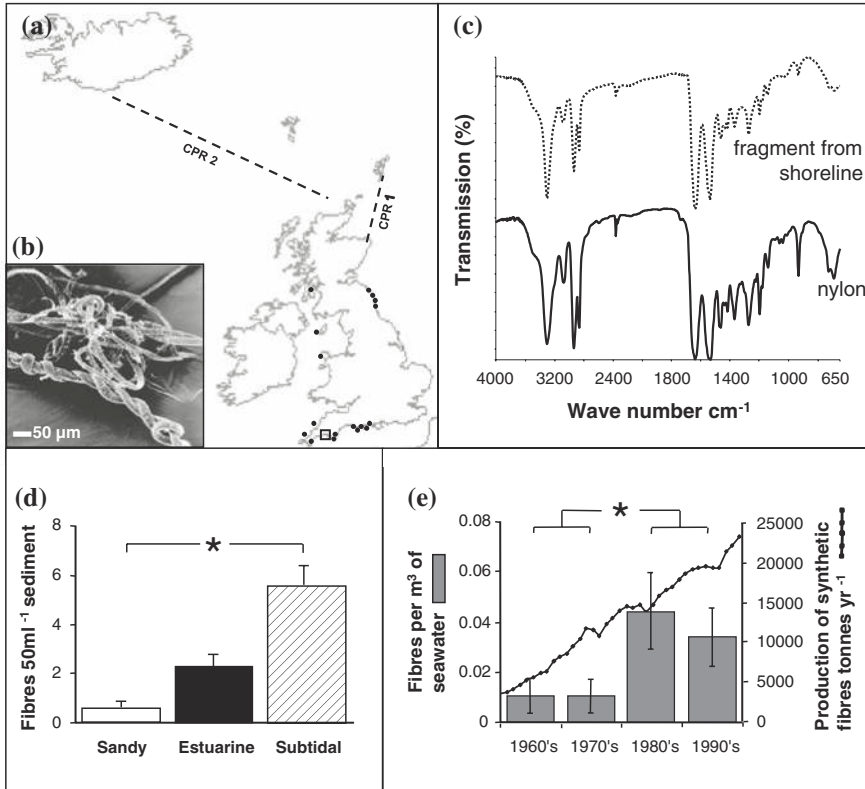 (a)
CPR 2
CPR 1
(b)
50 µm
(c)
Transmission (%)
fragment from
shoreline
nylon
4000 3200 2400 1800 1400 1000 650
Wave number cm⁻¹
(d)
Fibres 50ml ⁻¹ sediment
8
6
4
2
0
*
Sandy Estuarine Subtidal
(e)
Fibres per m³ of
seawater
0.08
0.06
0.04
0.02
0
*
25000
20000
15000
10000
5000
0
Production of synthetic
fibres tonnes yr ⁻¹
1960's 1970's 1980's 1990's